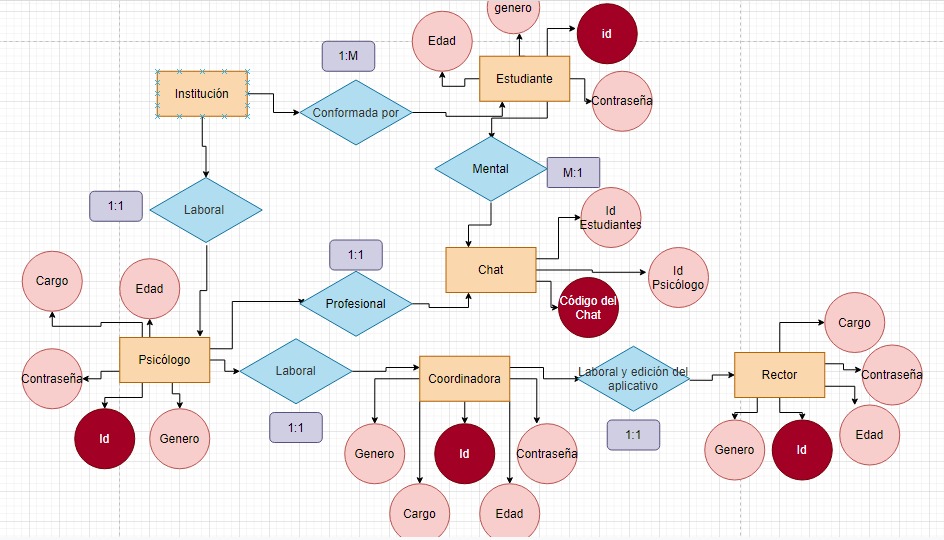 genero
id
Edad
1:M
Estudiante
Institución
Contraseña
Conformada por
Mental
M:1
1:1
Laboral
Id
Estudiantes
1:1
Chat
Id
Psicólogo
Cargo
Edad
Profesional
Código del
Chat
Cargo
Psicólogo
Laboral
Coordinadora
Laboral y edición del
aplicativo
Rector
Contraseña
Contraseña
1:1
1:1
Id
Genero
Genero
Id
Contraseña
Genero
Id
Edad
Cargo
Edad